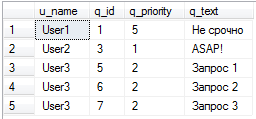 u_name q_id q_priority q_text
1 User1 1 5 Не срочно
2 User2 3 1 ASAP!
3 User3 5 2 Запрос 1
4 User3 6 2 Запрос 2
5 User3 7 2 Запрос 3